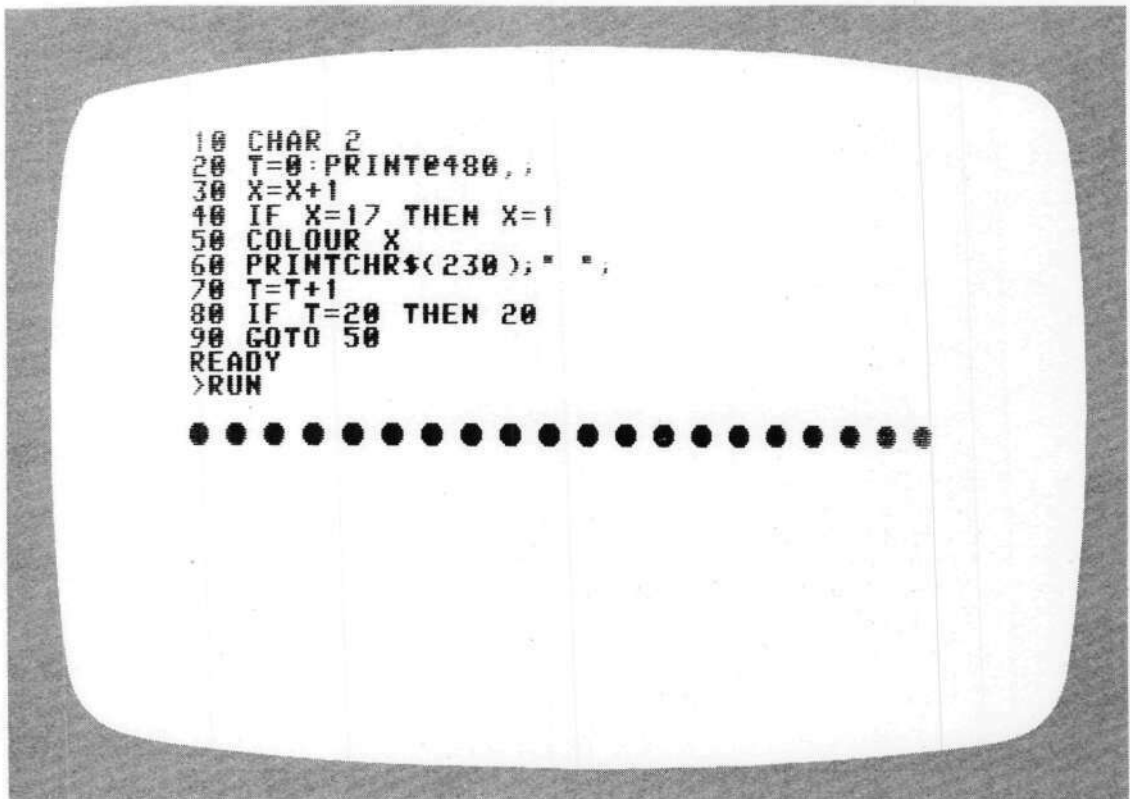 10 CHAR 2
20 T=0:PRINT@480,;
30 X=X+1
40 IF X=17 THEN X=1
50 COLOUR X
60 PRINTCHR$(230);" ";
70 T=T+1
80 IF T=20 THEN 20
90 GOTO 50
READY
>RUN